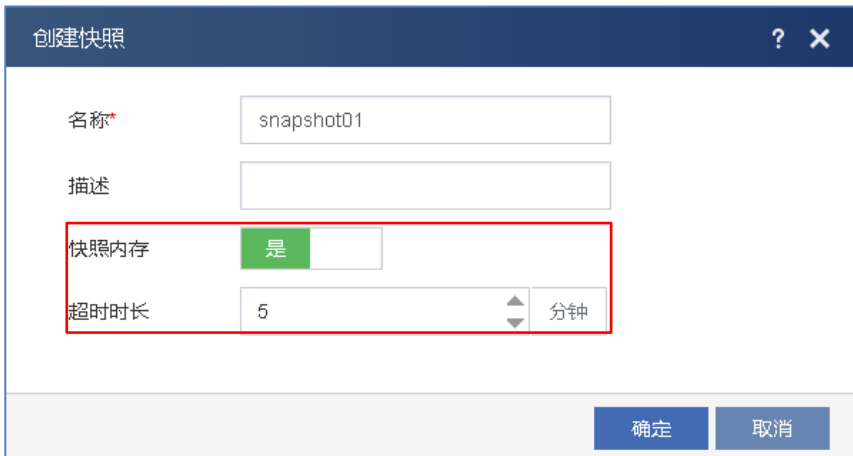 创建快照 ?
名称* snapshot01
描述
快照内存 是
超时时长 5 分钟
确定 取消